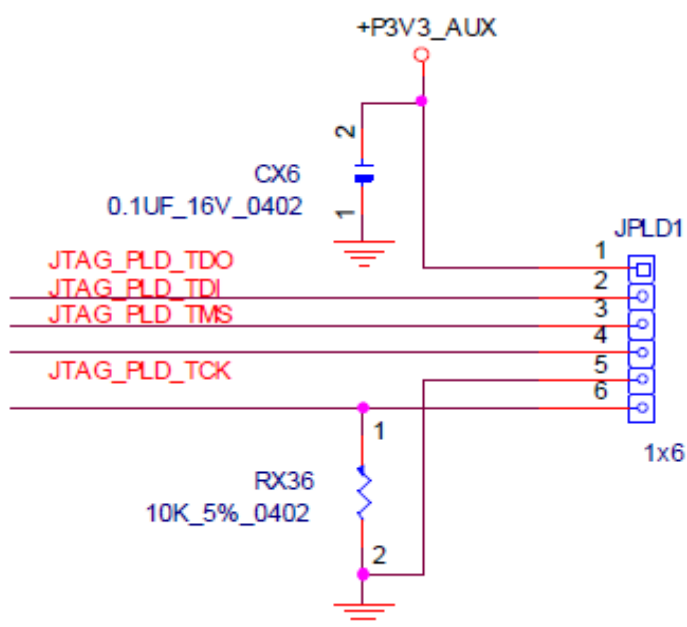 +P3V3_AUX
2
CX6
0.1UF_16V_0402
1
JPLD1
JTAG_PLD_TDO
1
JTAG_PLD_TDI
2
JTAG_PLD_TMS
3
4
JTAG_PLD_TCK
5
6
1
1x6
RX36
10K_5%_0402
2